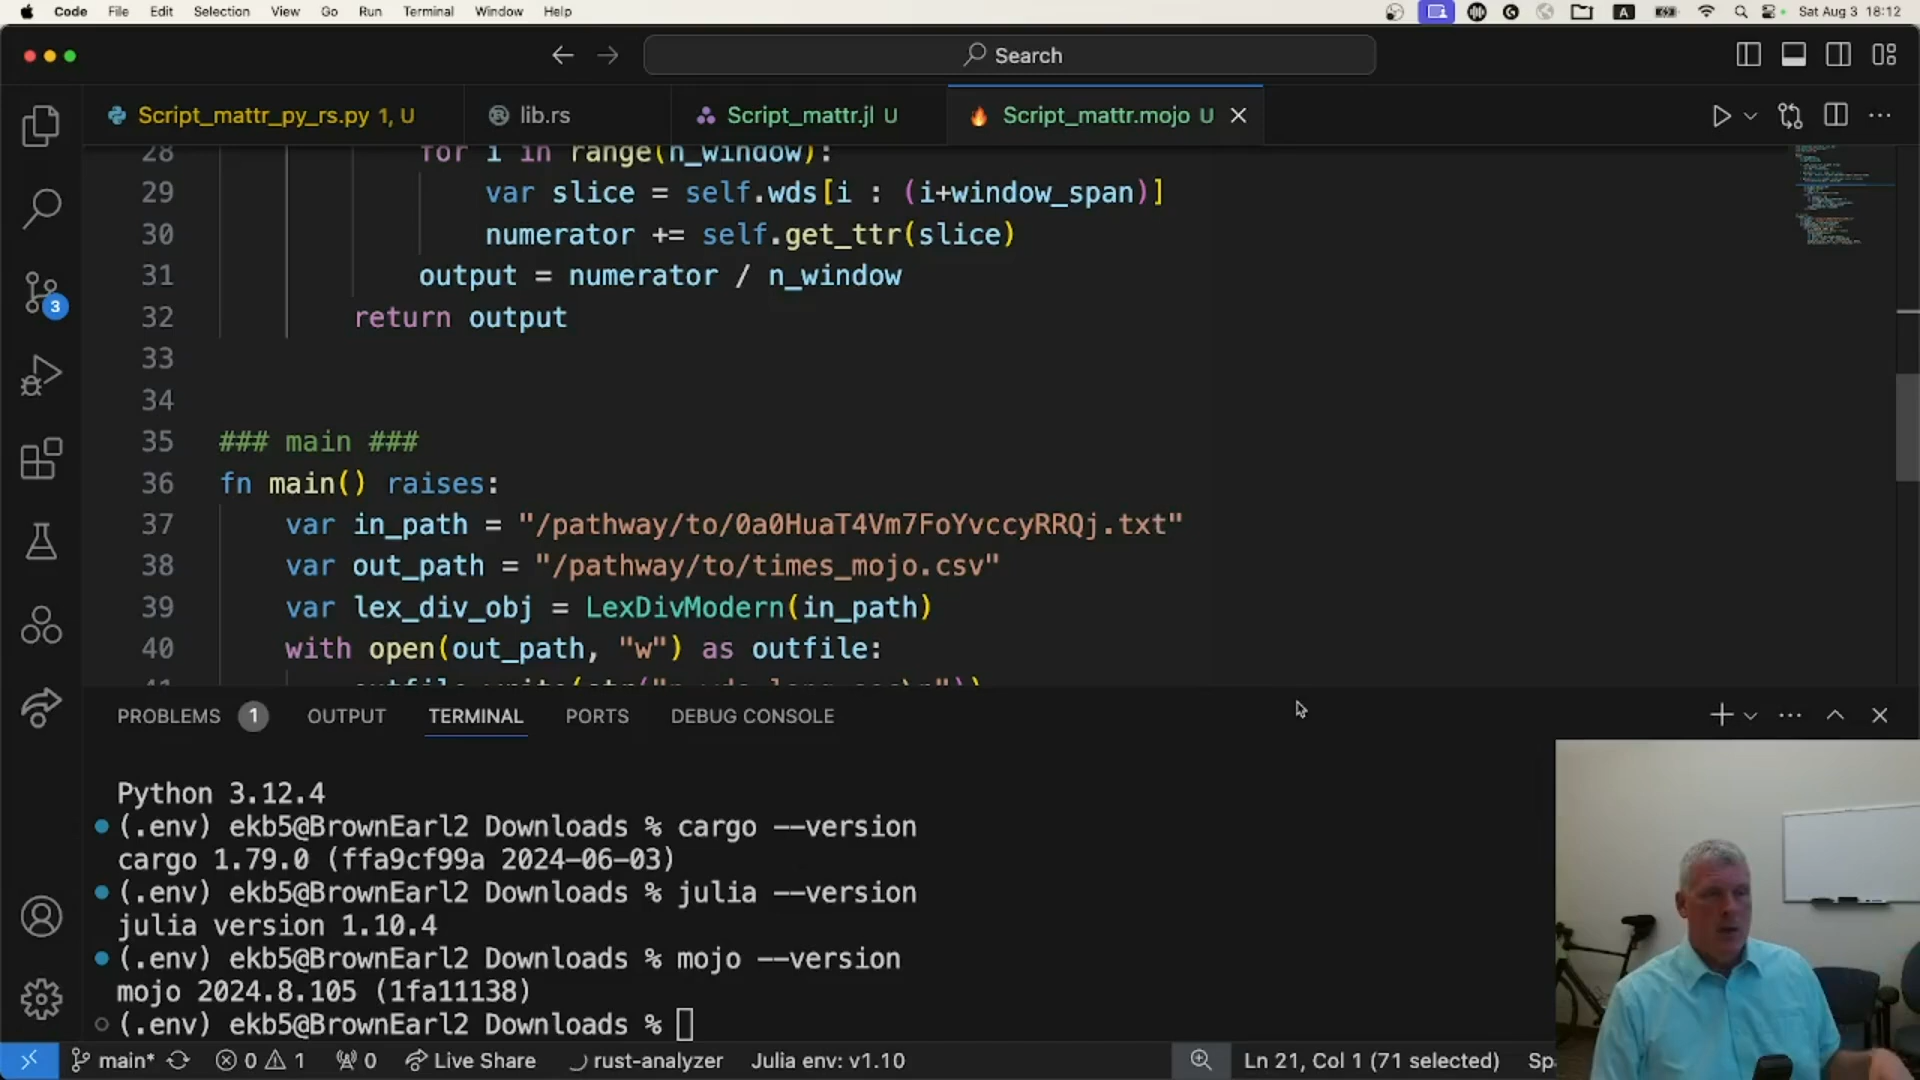 Code File Edit Selection View Go Run Terminal Window Help A Sat Aug 3 18:12
Search
Script_mattr_py_rs.py 1, U lib.rs Script_mattr.jl U Script_mattr.mojo U
28 for i in range(n_window):
29 var slice = self.wds[i : (i+window_span)]
30 numerator += self.get_ttr(slice)
31 output = numerator / n_window
32 return output
33
34
35 ### main ###
36 fn main() raises:
37 var in_path = "/pathway/to/0a0HuaT4Vm7FoYvccyRRQj.txt"
38 var out_path = "/pathway/to/times_mojo.csv"
39 var lex_div_obj = LexDivModern(in_path)
40 with open(out_path, "w") as outfile:
3
PROBLEMS 1 OUTPUT TERMINAL PORTS DEBUG CONSOLE
Python 3.12.4
(.env) ekb5@BrownEarl2 Downloads % cargo --version
cargo 1.79.0 (ffa9cf99a 2024-06-03)
(.env) ekb5@BrownEarl2 Downloads % julia --version
julia version 1.10.4
(.env) ekb5@BrownEarl2 Downloads % mojo --version
mojo 2024.8.105 (1fa11138)
(.env) ekb5@BrownEarl2 Downloads %
main* 0 1 0 Live Share rust-analyzer Julia env: v1.10 Ln 21, Col 1 (71 selected)